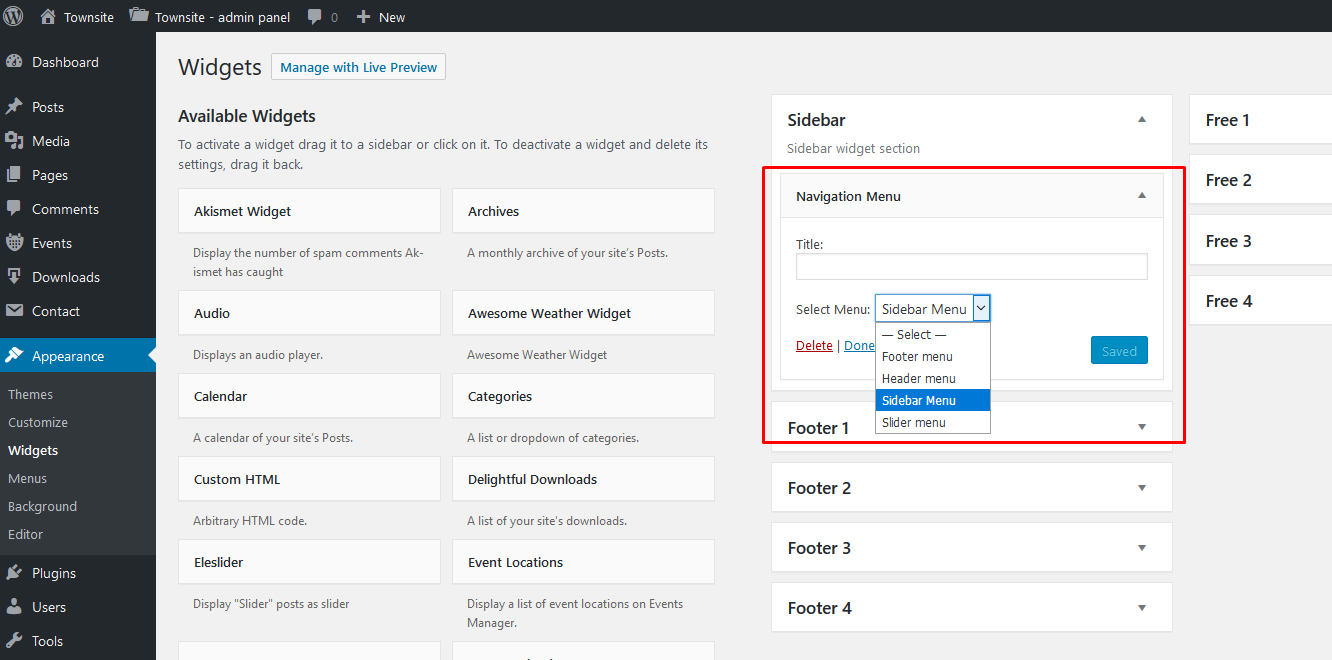 Townsite
Townsite - admin panel
0
New
Dashboard
Posts
Media
Pages
Comments
Events
Downloads
Contact
Appearance
Themes
Customize
Widgets
Menus
Background
Editor
Plugins
Users
Tools
Widgets
Manage with Live Preview
Available Widgets
To activate a widget drag it to a sidebar or click on it. To deactivate a widget and delete its
settings, drag it back.
Akismet Widget
Display the number of spam comments Ak-
ismet has caught
Archives
A monthly archive of your site's Posts.
Audio
Displays an audio player.
Awesome Weather Widget
Awesome Weather Widget
Calendar
A calendar of your site's Posts.
Categories
A list or dropdown of categories.
Custom HTML
Arbitrary HTML code.
Delightful Downloads
A list of your site's downloads.
Eleslider
Display "Slider" posts as slider
Event Locations
Display a list of event locations on Events
Manager.
Sidebar
Sidebar widget section
Navigation Menu
Title:
Select Menu:
Sidebar Menu
— Select —
Footer menu
Header menu
Sidebar Menu
Slider menu
Delete | Done
Saved
Footer 1
Footer 2
Footer 3
Footer 4
Free 1
Free 2
Free 3
Free 4